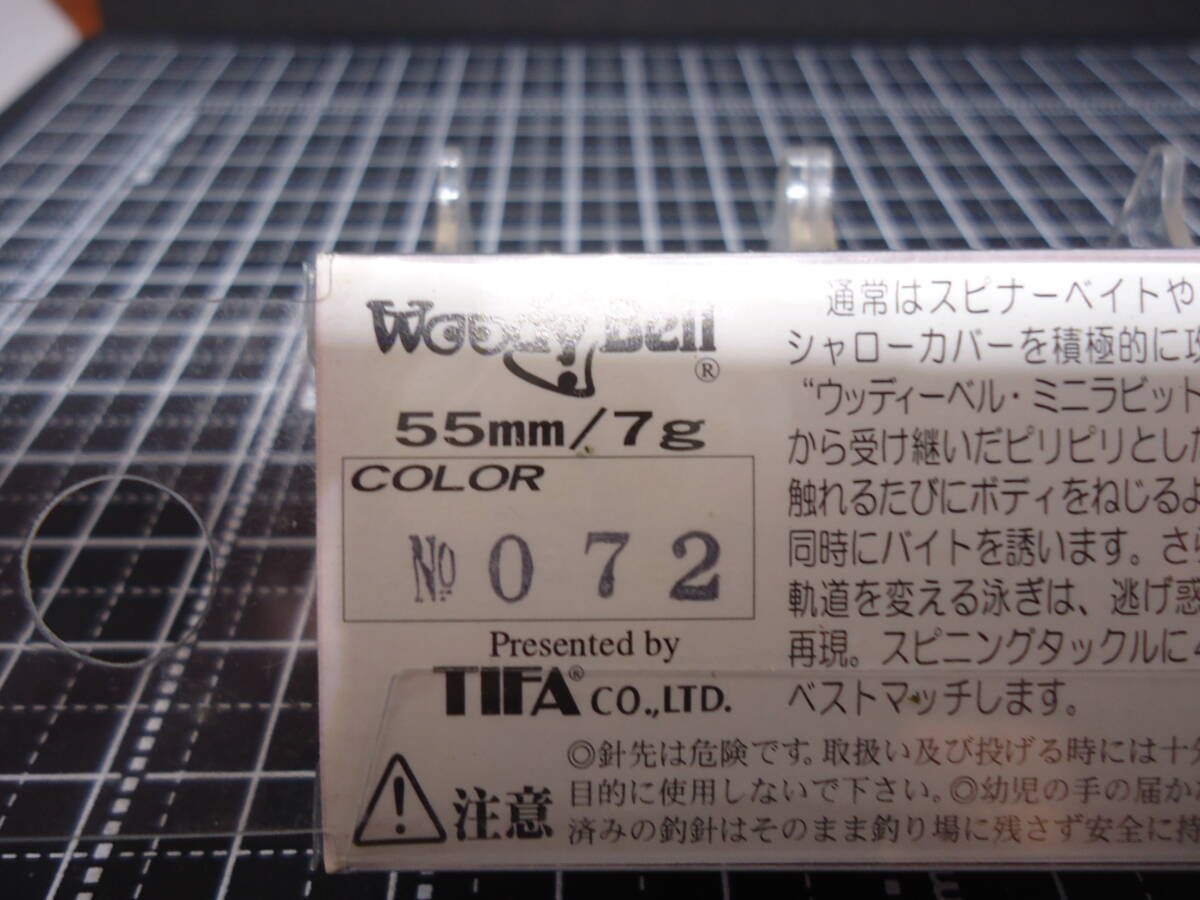 Woody Bell
®
55mm/7g
COLOR
№ 072
Presented by
TIFA® CO.,LTD.
通常はスピナーベイトや
シャローカバーを積極的に
“ウッディーベル・ミニラビット
から受け継いだピリピリとした
触れるたびにボディをねじるよ
同時にバイトを誘います。さら
軌道を変える泳ぎは、逃げ惑
再現。スピニングタックルに
ベストマッチします。
注意
◎針先は危険です。取扱い及び投げる時には十分
目的に使用しないで下さい。◎幼児の手の届か
済みの釣針はそのまま釣り場に残さず安全に持